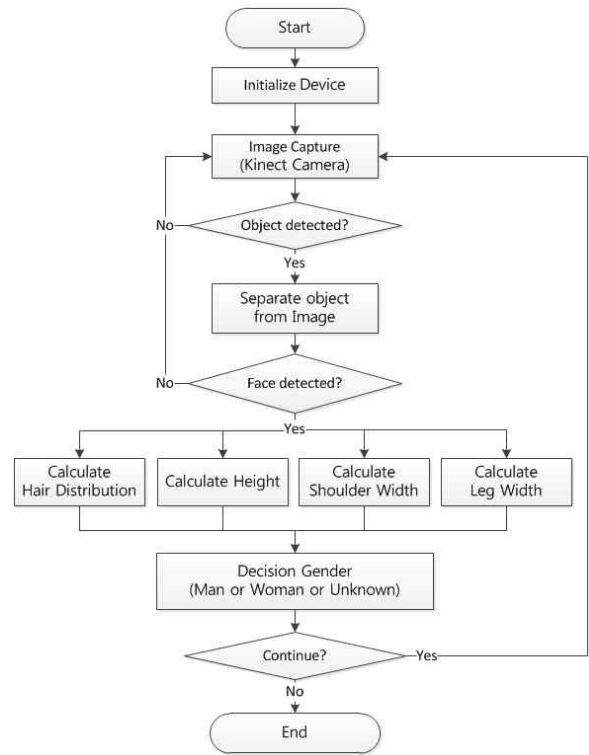 Start
Initialize Device
Image Capture
(Kinect Camera)
No
Object detected?
Yes
Separate object
from Image
No
Face detected?
Yes
Calculate
Hair Distribution
Calculate Height
Calculate
Shoulder Width
Calculate
Leg Width
Decision Gender
(Man or Woman or Unknown)
Continue?
Yes
No
End